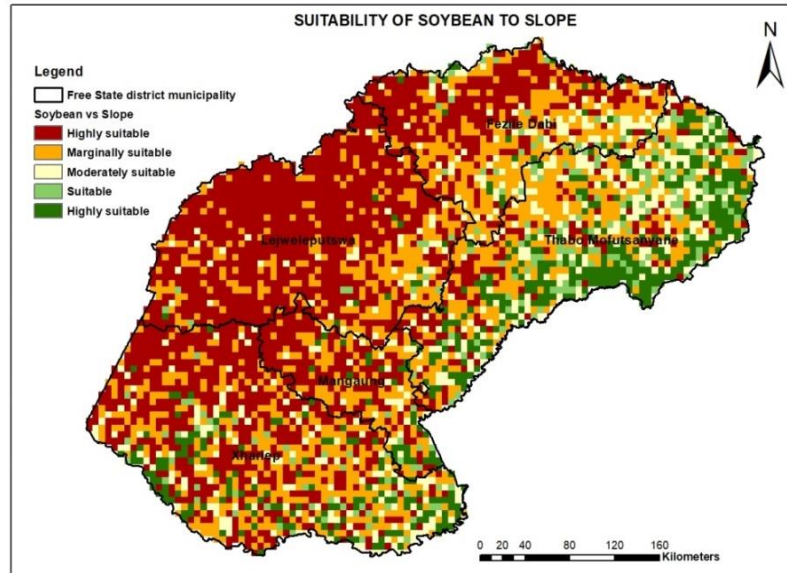 SUITABILITY OF SOYBEAN TO SLOPE
N
Legend
Free State district municipality
Soybean vs Slope
Highly suitable
Marginally suitable
Moderately suitable
Suitable
Highly suitable
Fezile Dabi
Lejweleputswa
Thabo Mofutsanyane
Mangaung
Xhariep
0 10 20 40 80 120 160
Kilometers